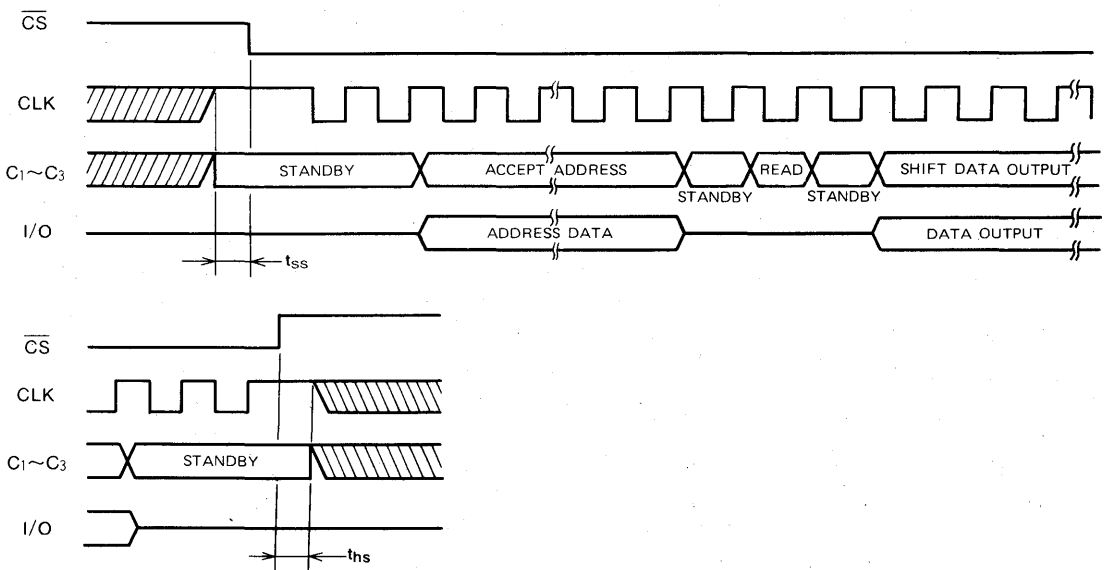 CS
CLK
C1~C3 STANDBY ACCEPT ADDRESS STANDBY READ STANDBY SHIFT DATA OUTPUT
I/O ADDRESS DATA DATA OUTPUT
tss
CS
CLK
C1~C3 STANDBY
I/O
ths